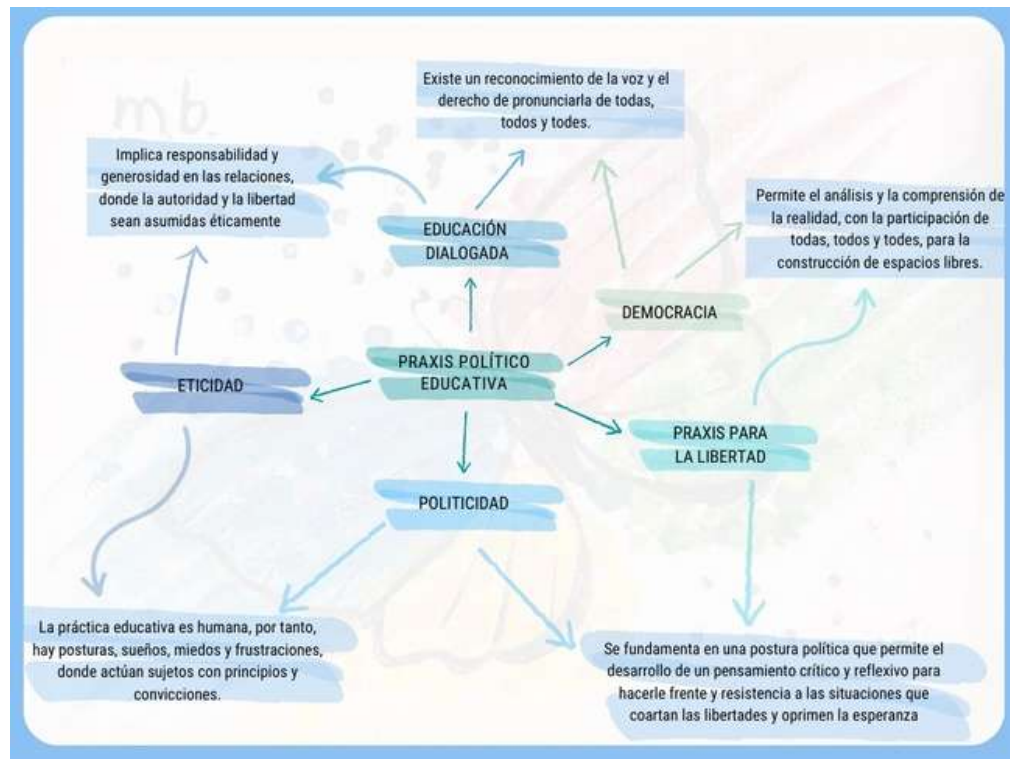 Existe un reconocimiento de la voz y el
derecho de pronunciarla de todas,
todos y todes.
m.b.
Implica responsabilidad y
generosidad en las relaciones,
donde la autoridad y la libertad
sean asumidas éticamente
Permite el análisis y la comprensión de
la realidad, con la participación de
todas, todos y todes, para la
construcción de espacios libres.
EDUCACIÓN
DIALOGADA
DEMOCRACIA
PRAXIS POLÍTICO
EDUCATIVA
ETICIDAD
PRAXIS PARA
LA LIBERTAD
POLITICIDAD
La práctica educativa es humana, por tanto,
hay posturas, sueños, miedos y frustraciones,
donde actúan sujetos con principios y
convicciones.
Se fundamenta en una postura política que permite el
desarrollo de un pensamiento crítico y reflexivo para
hacerle frente y resistencia a las situaciones que
coartan las libertades y oprimen la esperanza